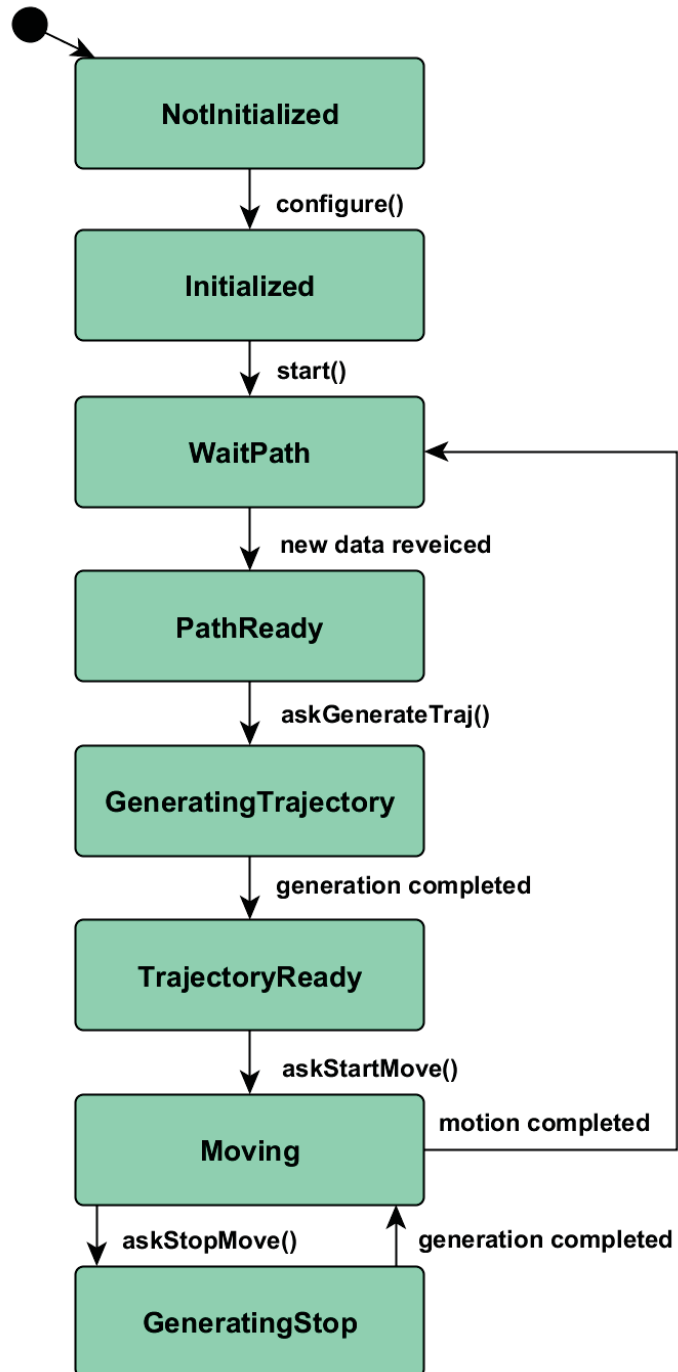 NotInitialized
configure()
Initialized
start()
WaitPath
new data reveiced
PathReady
askGenerateTraj()
GeneratingTrajectory
generation completed
TrajectoryReady
askStartMove()
Moving
motion completed
askStopMove()
generation completed
GeneratingStop